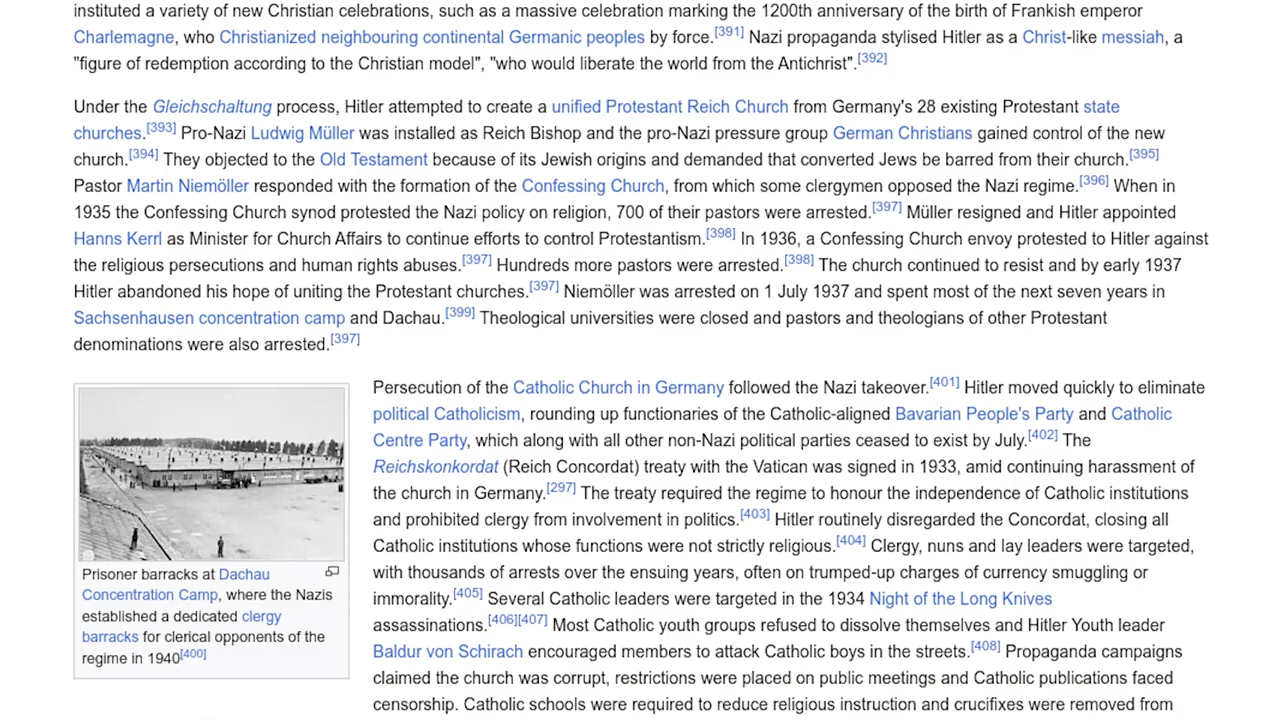 instituted a variety of new Christian celebrations, such as a massive celebration marking the 1200th anniversary of the birth of Frankish emperor
Charlemagne, who Christianized neighbouring continental Germanic peoples by force.[391] Nazi propaganda stylised Hitler as a Christ-like messiah, a
"figure of redemption according to the Christian model", "who would liberate the world from the Antichrist".[392]
Under the Gleichschaltung process, Hitler attempted to create a unified Protestant Reich Church from Germany's 28 existing Protestant state
churches.[393] Pro-Nazi Ludwig Müller was installed as Reich Bishop and the pro-Nazi pressure group German Christians gained control of the new
church.[394] They objected to the Old Testament because of its Jewish origins and demanded that converted Jews be barred from their church.[395]
Pastor Martin Niemöller responded with the formation of the Confessing Church, from which some clergymen opposed the Nazi regime.[396] When in
1935 the Confessing Church synod protested the Nazi policy on religion, 700 of their pastors were arrested.[397] Müller resigned and Hitler appointed
Hanns Kerrl as Minister for Church Affairs to continue efforts to control Protestantism.[398] In 1936, a Confessing Church envoy protested to Hitler against
the religious persecutions and human rights abuses.[397] Hundreds more pastors were arrested.[398] The church continued to resist and by early 1937
Hitler abandoned his hope of uniting the Protestant churches.[397] Niemöller was arrested on 1 July 1937 and spent most of the next seven years in
Sachsenhausen concentration camp and Dachau.[399] Theological universities were closed and pastors and theologians of other Protestant
denominations were also arrested.[397]
Prisoner barracks at Dachau
Concentration Camp, where the Nazis
established a dedicated clergy
barracks for clerical opponents of the
regime in 1940[400]
Persecution of the Catholic Church in Germany followed the Nazi takeover.[401] Hitler moved quickly to eliminate
political Catholicism, rounding up functionaries of the Catholic-aligned Bavarian People's Party and Catholic
Centre Party, which along with all other non-Nazi political parties ceased to exist by July.[402] The
Reichskonkordat (Reich Concordat) treaty with the Vatican was signed in 1933, amid continuing harassment of
the church in Germany.[297] The treaty required the regime to honour the independence of Catholic institutions
and prohibited clergy from involvement in politics.[403] Hitler routinely disregarded the Concordat, closing all
Catholic institutions whose functions were not strictly religious.[404] Clergy, nuns and lay leaders were targeted,
with thousands of arrests over the ensuing years, often on trumped-up charges of currency smuggling or
immorality.[405] Several Catholic leaders were targeted in the 1934 Night of the Long Knives
assassinations.[406][407] Most Catholic youth groups refused to dissolve themselves and Hitler Youth leader
Baldur von Schirach encouraged members to attack Catholic boys in the streets.[408] Propaganda campaigns
claimed the church was corrupt, restrictions were placed on public meetings and Catholic publications faced
censorship. Catholic schools were required to reduce religious instruction and crucifixes were removed from